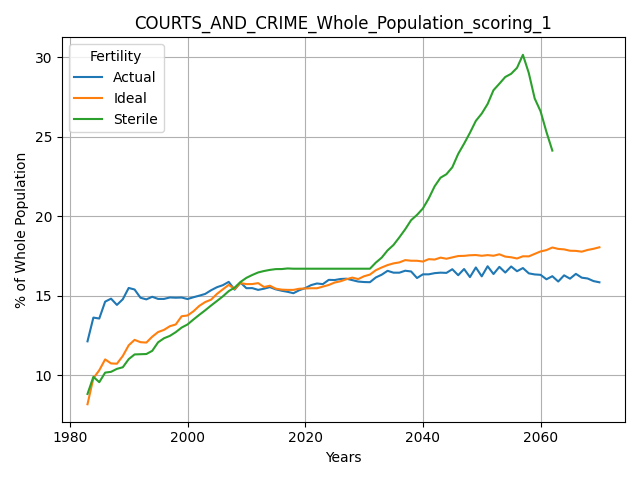 COURTS_AND_CRIME_Whole_Population_scoring_1
Fertility
Actual
Ideal
Sterile
% of Whole Population
30
25
20
15
10
1980
2000
2020
2040
2060
Years